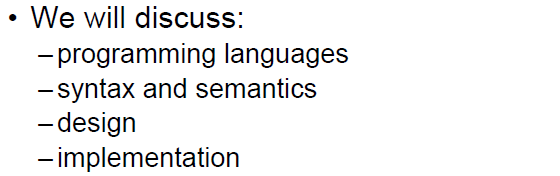 • We will discuss:
–programming languages
–syntax and semantics
–design
–implementation